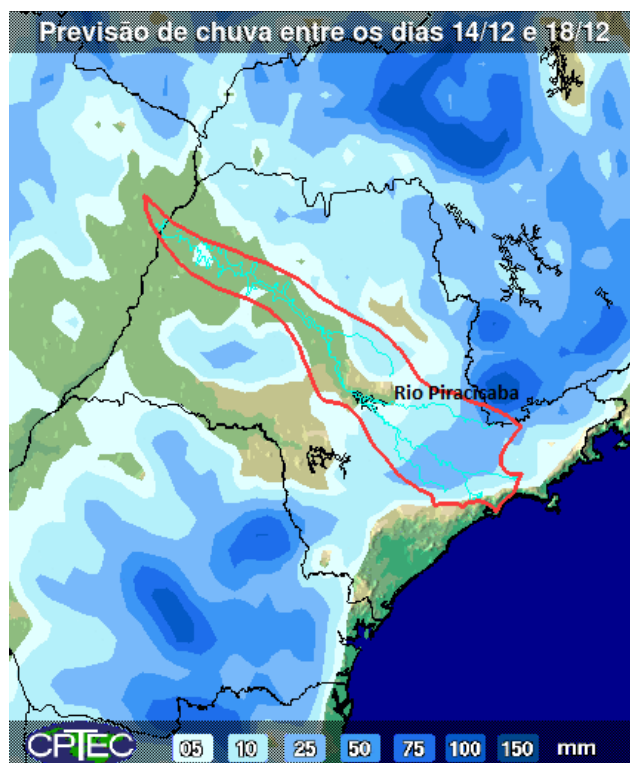 Previsão de chuva entre os dias 14/12 e 18/12
Rio Piracicaba
CPTEC 05 10 25 50 75 100 150 mm